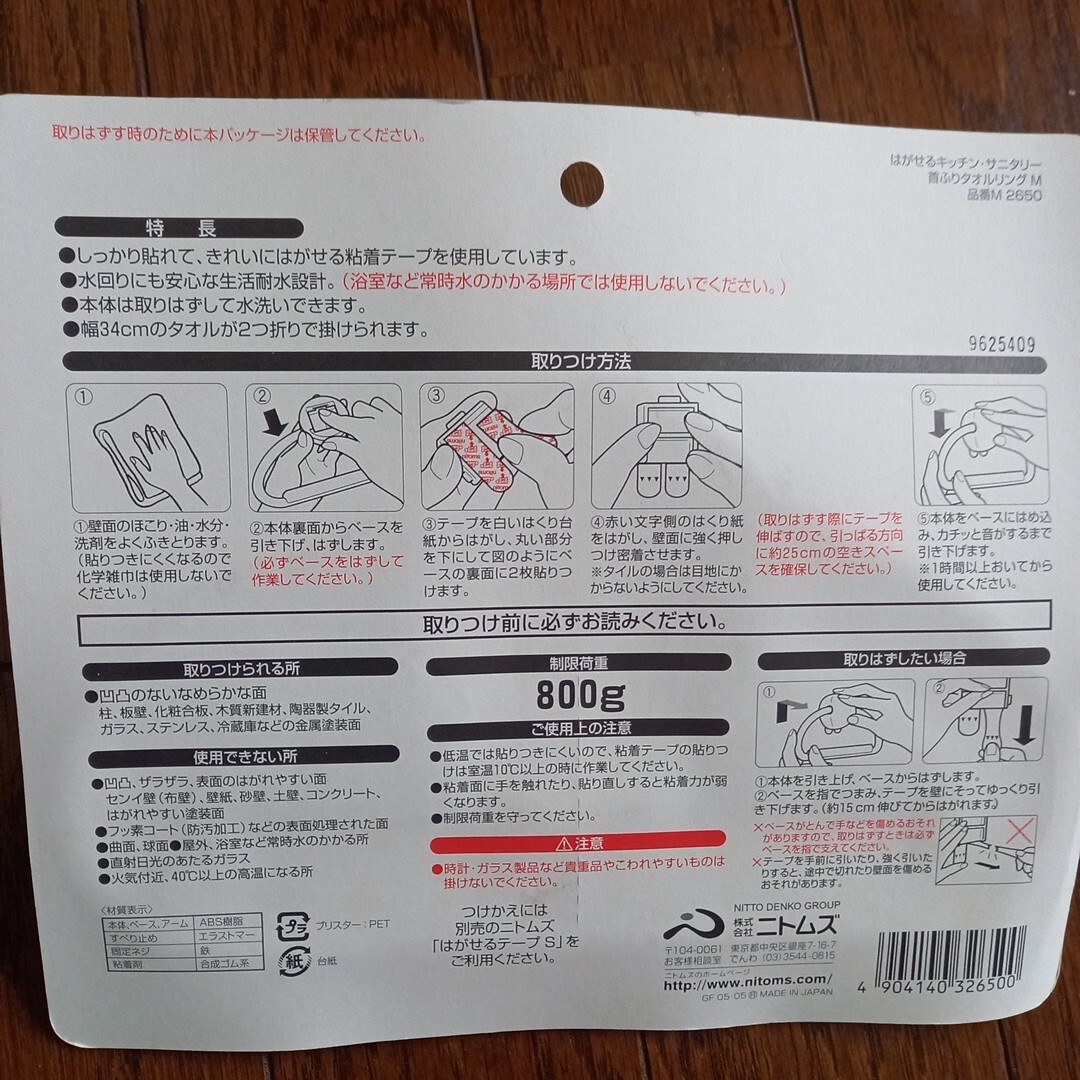 取りはずす時のために本パッケージは保管してください。
はがせるキッチン・サニタリー
首ふりタオルリング M
品番M 2650
特 長
●しっかり貼れて、きれいにはがせる粘着テープを使用しています。
●水回りにも安心な生活耐水設計。(浴室など常時水のかかる場所では使用しないでください。)
●本体は取りはずして水洗いできます。
●幅34cmのタオルが2つ折りで掛けられます。
9625409
取りつけ方法
①
②
③
④
⑤
nitoms
①壁面のほこり・油・水分・
洗剤をよくふきとります。
(貼りつきにくくなるので
化学雑巾は使用しないで
ください。)
②本体裏面からベースを
引き下げ、はずします。
(必ずベースをはずして
作業してください。)
③テープを白いはくり台
紙からはがし、丸い部分
を下にして図のようにベ
ースの裏面に2枚貼りつ
けます。
④赤い文字側のはくり紙
をはがし、壁面に強く押し
つけ密着させます。
※タイルの場合は目地にか
からないようにしてください。
(取りはずす際にテープを
伸ばすので、引っぱる方向
に約25cmの空きスペー
スを確保してください。)
⑤本体をベースにはめ込
み、カチッと音がするまで
引き下げます。
※1時間以上おいてから
使用してください。
取りつけ前に必ずお読みください。
取りつけられる所
●凹凸のないなめらかな面
柱、板壁、化粧合板、木質新建材、陶器製タイル、
ガラス、ステンレス、冷蔵庫などの金属塗装面
使用できない所
●凹凸、ザラザラ、表面のはがれやすい面
センイ壁(布壁)、壁紙、砂壁、土壁、コンクリート、
はがれやすい塗装面
●フッ素コート(防汚加工)などの表面処理された面
●曲面、球面●屋外、浴室など常時水のかかる所
●直射日光のあたるガラス
●火気付近、40℃以上の高温になる所
制限荷重
800g
ご使用上の注意
●低温では貼りつきにくいので、粘着テープの貼りつ
けは室温10℃以上の時に作業してください。
●粘着面に手を触れたり、貼り直しすると粘着力が弱
くなります。
●制限荷重を守ってください。
⚠注意
●時計・ガラス製品など貴重品やこわれやすいものは
掛けないでください。
つけかえには
別売のニトムズ
「はがせるテープ S」を
ご利用ください。
取りはずしたい場合
①
②
①本体を引き上げ、ベースからはずします。
②ベースを指でつまみ、テープを壁にそってゆっくり引
き下げます。(約15cm伸びてからはがれます。)
×ベースがとんで手などを傷めるおそれ
がありますので、取りはずすときは必ず
ベースを指で支えてください。
×テープを手前に引いたり、強く引いた
りすると、途中で切れたり壁面を傷める
おそれがあります。
〈材質表示〉
本体、ベース、アーム ABS樹脂
すべり止め エラストマー
固定ネジ 鉄
粘着剤 合成ゴム系
プラ ブリスター:PET
紙 台紙
NITTO DENKO GROUP
株式会社ニトムズ
〒104-0061 東京都中央区銀座7-16-7
お客様相談室 でんわ (03)3544-0615
ニトムズのホームページ
http://www.nitoms.com/
GF 05・05 MADE IN JAPAN
4 904140 326500